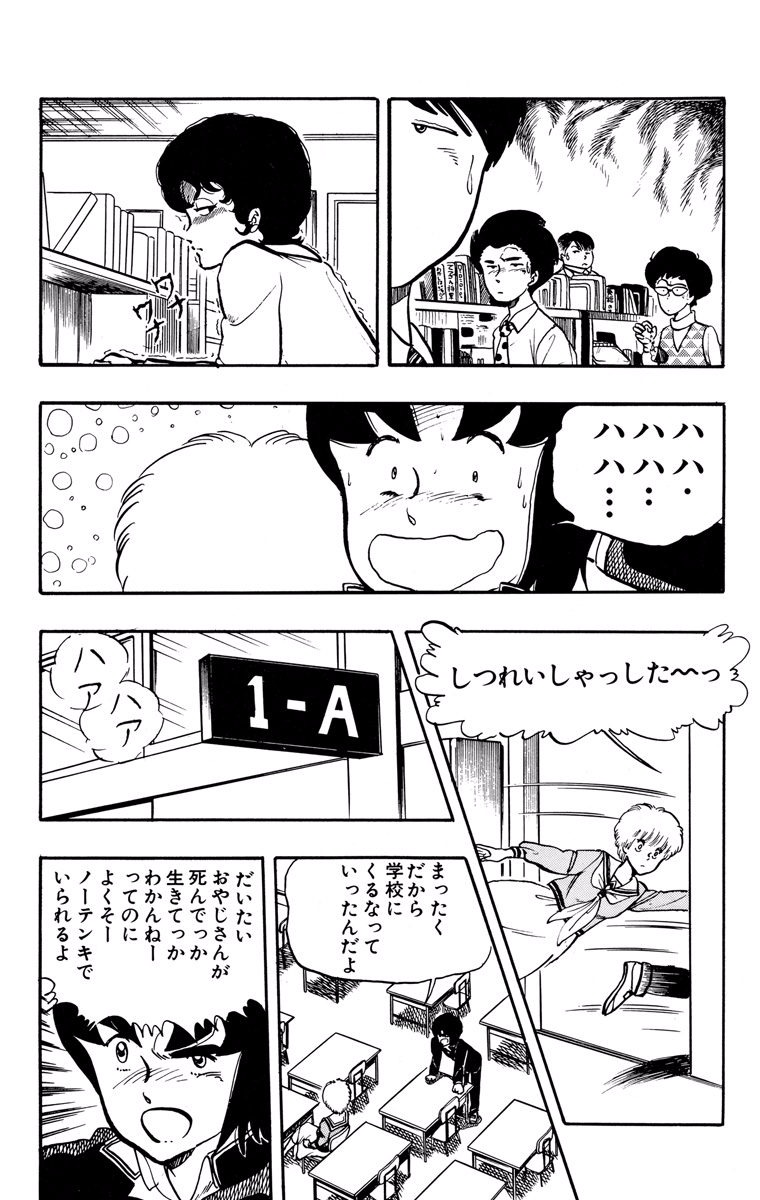 ワナ
ワナ
ハハ・
ハハ・・
ハハ…
しつれいしゃっした〜〜っ
ハァ
ハァ
1-A
まったく
だから
学校に
くるなって
いったんだよ
だいたい
おやじさんが
死んでっか
生きてっか
わかんねー
ってのに
よくそー
ノーテンキで
いられるよ